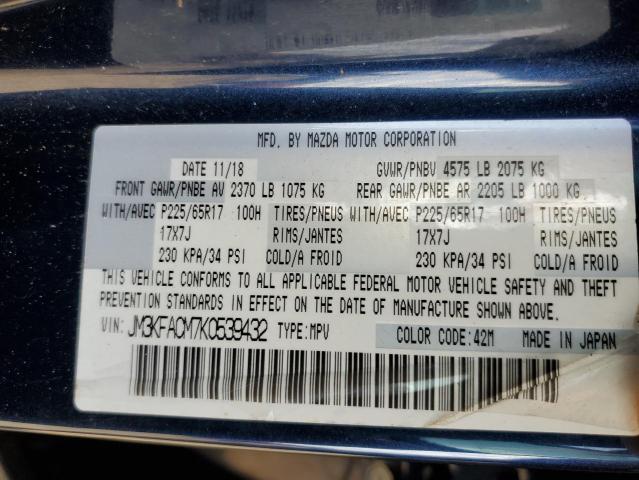 MFD. BY MAZDA MOTOR CORPORATION
DATE 11/18 GVWR/PNBV 4575 LB 2075 KG
FRONT GAWR/PNBE AV 2370 LB 1075 KG REAR GAWR/PNBE AR 2205 LB 1000 KG
WITH/AVEC P225/65R17 100H TIRES/PNEUS WITH/AVEC P225/65R17 100H TIRES/PNEUS
17X7J RIMS/JANTES 17X7J RIMS/JANTES
230 KPA/34 PSI COLD/A FROID 230 KPA/34 PSI COLD/A FROID
THIS VEHICLE CONFORMS TO ALL APPLICABLE FEDERAL MOTOR VEHICLE SAFETY AND THEFT
PREVENTION STANDARDS IN EFFECT ON THE DATE OF MANUFACTURE SHOWN ABOVE.
VIN: JM3KFACM7K0539432 TYPE:MPV COLOR CODE:42M MADE IN JAPAN